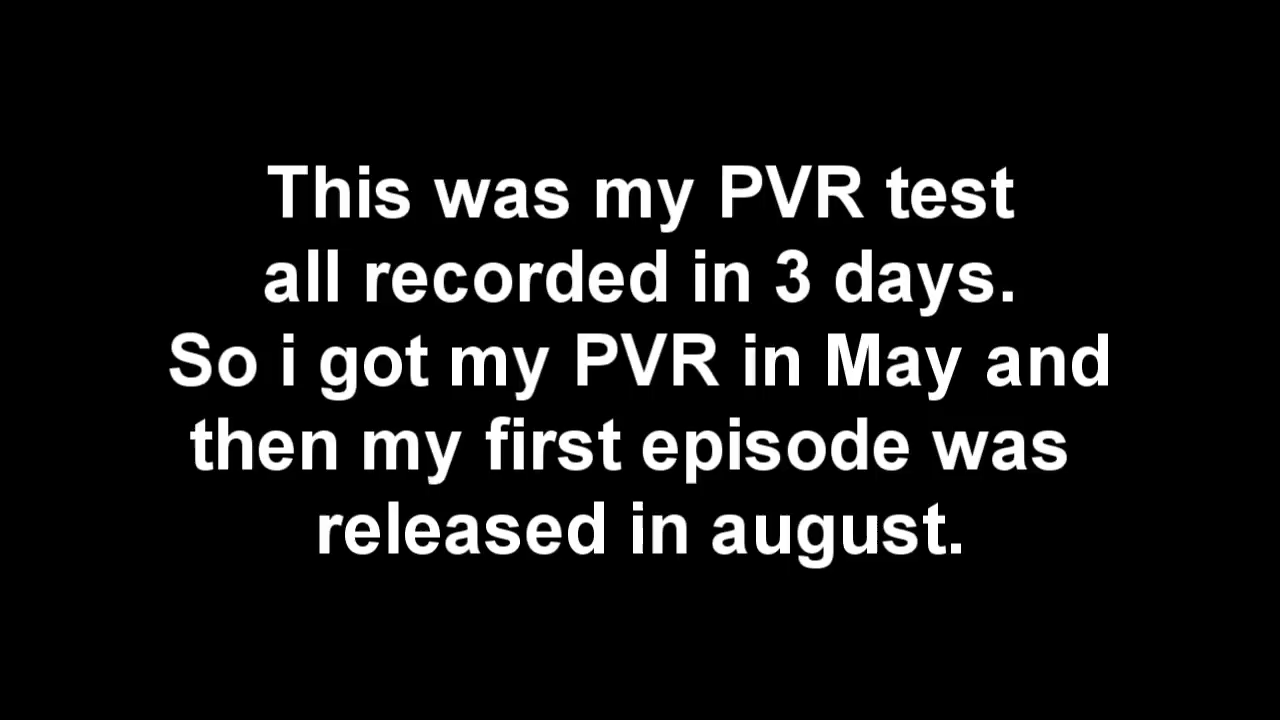 This was my PVR test
all recorded in 3 days.
So i got my PVR in May and
then my first episode was
released in august.